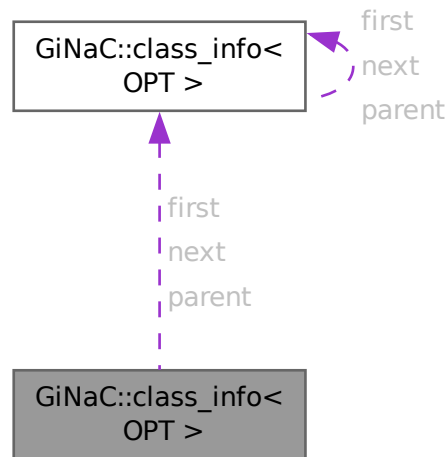 GiNaC::class_info<
OPT >
first
next
parent
first
next
parent
GiNaC::class_info<
OPT >